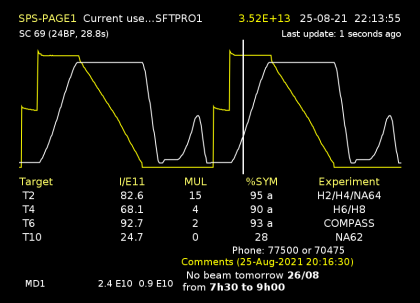 SPS-PAGE1 Current use...SFTPRO1 3.52E+13 25-08-21 22:13:55
SC 69 (24BP, 28.8s) Last update: 1 seconds ago
Target I/E11 MUL %SYM Experiment
T2 82.6 15 95 a H2/H4/NA64
T4 68.1 4 90 a H6/H8
T6 92.7 2 93 a COMPASS
T10 24.7 0 28 NA62
Phone: 77500 or 70475
Comments (25-Aug-2021 20:16:30)
No beam tomorrow 26/08
MD1 2.4 E10 0.9 E10 from 7h30 to 9h00